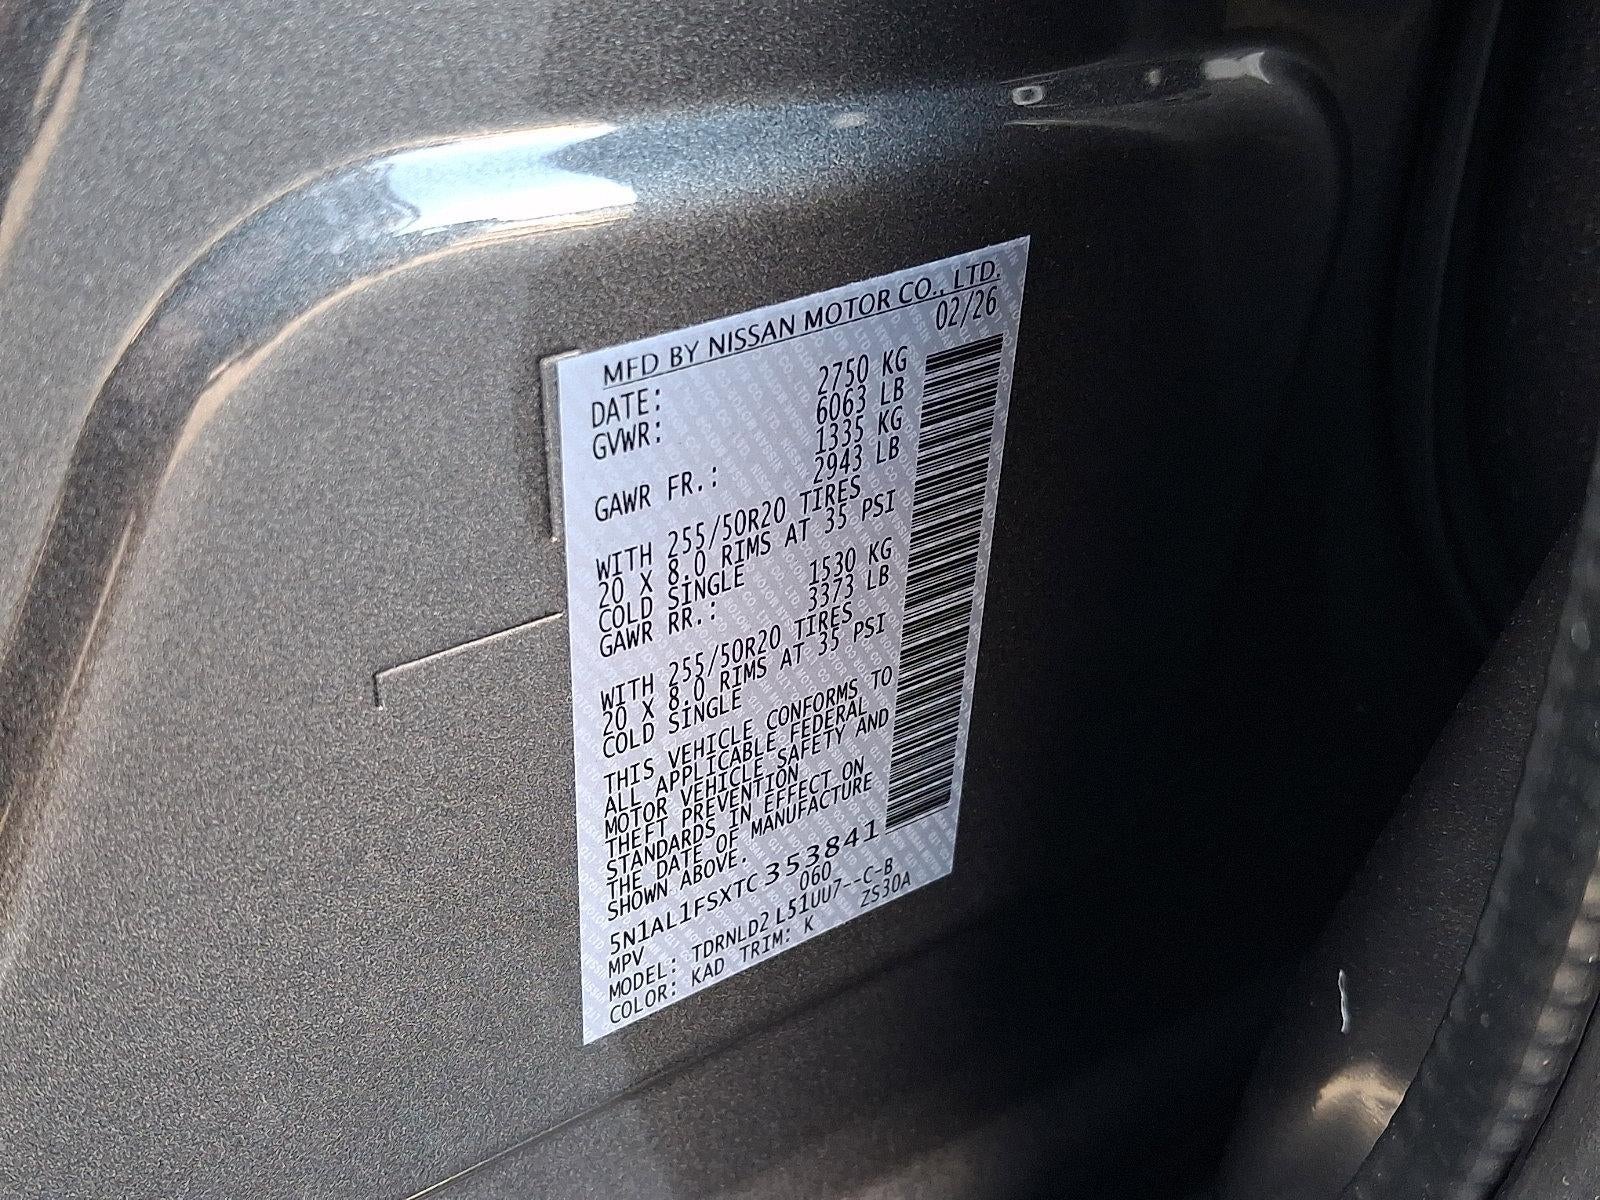 MFD BY NISSAN MOTOR CO., LTD.
DATE: 02/26
GVWR: 2750 KG
6063 LB
GAWR FR.: 1335 KG
2943 LB
WITH 255/50R20 TIRES
20 X 8.0 RIMS AT 35 PSI
COLD SINGLE
GAWR RR.: 1530 KG
3373 LB
WITH 255/50R20 TIRES
20 X 8.0 RIMS AT 35 PSI
COLD SINGLE
THIS VEHICLE CONFORMS TO
ALL APPLICABLE FEDERAL
MOTOR VEHICLE SAFETY AND
THEFT PREVENTION
STANDARDS IN EFFECT ON
THE DATE OF MANUFACTURE
SHOWN ABOVE.
5N1AL1FSXTC353841
MPV 060
MODEL: TDRNLD2 L51UU7--C-B
COLOR: KAD TRIM: K ZS30A